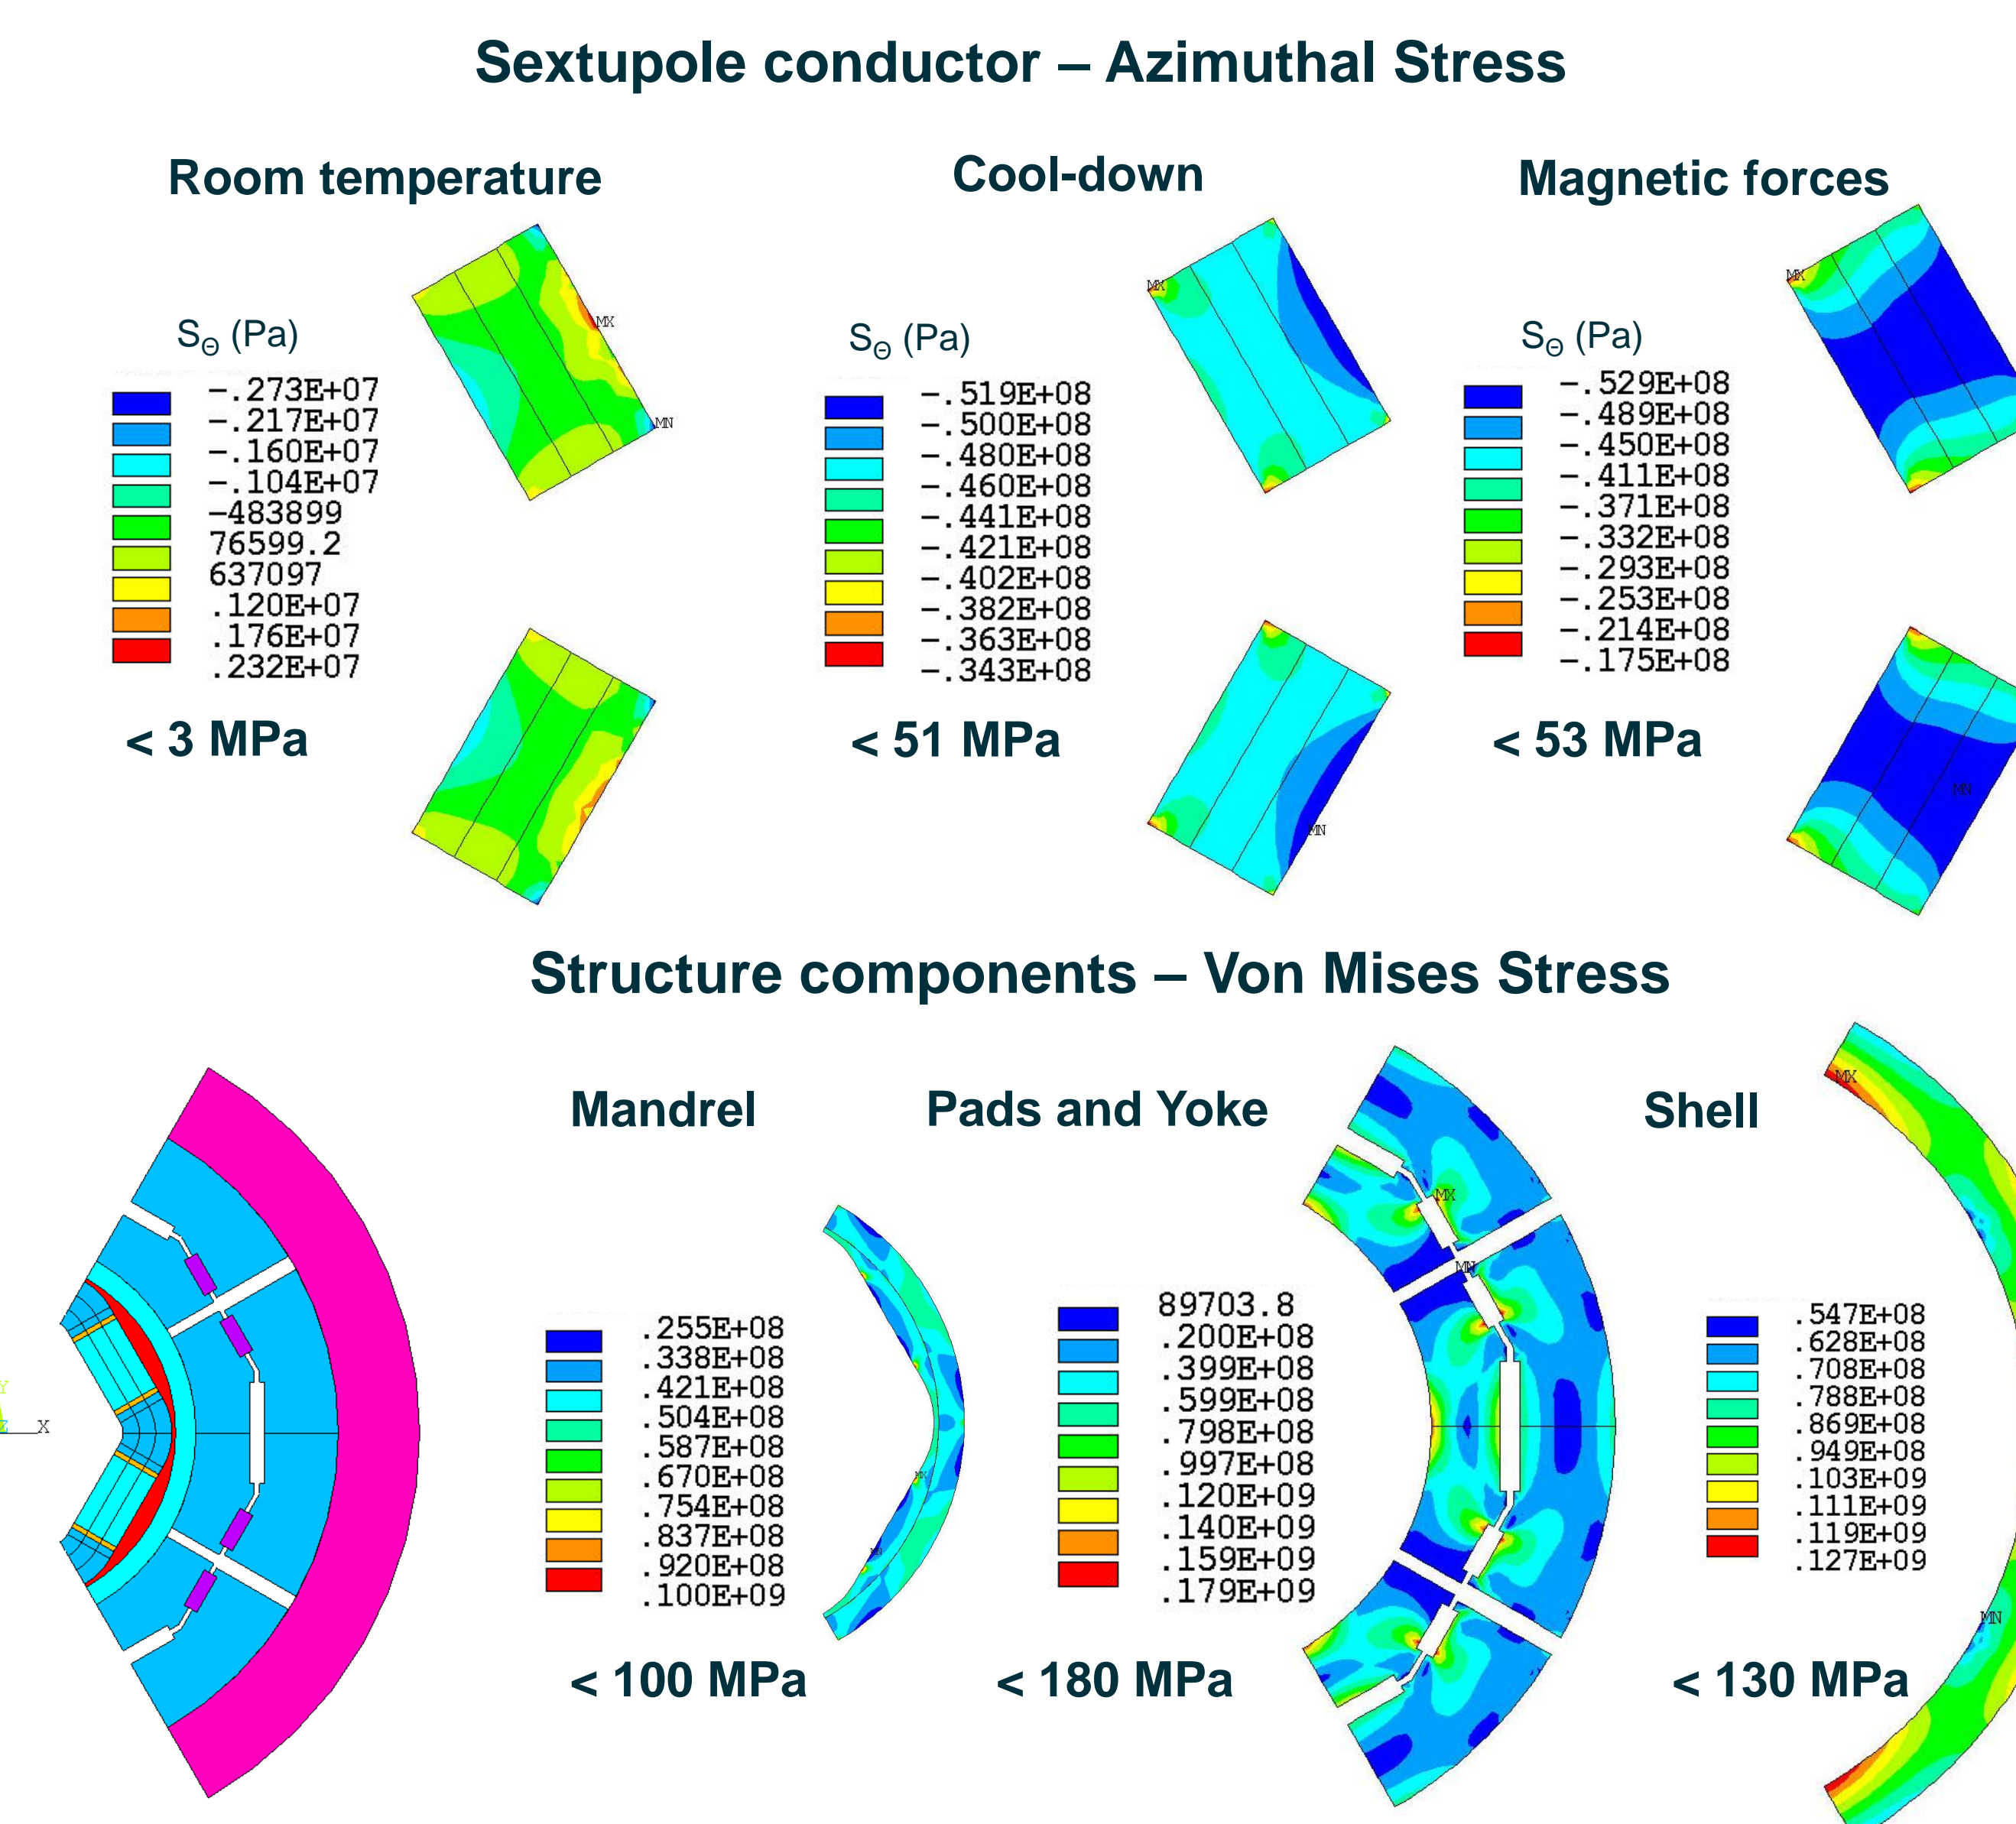 Sextupole conductor – Azimuthal Stress
Room temperature
Cool-down
Magnetic forces
S_Θ (Pa)
-.273E+07
-.217E+07
-.160E+07
-.104E+07
-483899
76599.2
637097
.120E+07
.176E+07
.232E+07
MX
MN
< 3 MPa
S_Θ (Pa)
-.519E+08
-.500E+08
-.480E+08
-.460E+08
-.441E+08
-.421E+08
-.402E+08
-.382E+08
-.363E+08
-.343E+08
MX
MN
< 51 MPa
S_Θ (Pa)
-.529E+08
-.489E+08
-.450E+08
-.411E+08
-.371E+08
-.332E+08
-.293E+08
-.253E+08
-.214E+08
-.175E+08
MX
MN
< 53 MPa
Structure components – Von Mises Stress
Y
Z
X
Mandrel
.255E+08
.338E+08
.421E+08
.504E+08
.587E+08
.670E+08
.754E+08
.837E+08
.920E+08
.100E+09
MX
MN
< 100 MPa
Pads and Yoke
89703.8
.200E+08
.399E+08
.599E+08
.798E+08
.997E+08
.120E+09
.140E+09
.159E+09
.179E+09
MX
MN
< 180 MPa
Shell
.547E+08
.628E+08
.708E+08
.788E+08
.869E+08
.949E+08
.103E+09
.111E+09
.119E+09
.127E+09
MX
MN
< 130 MPa